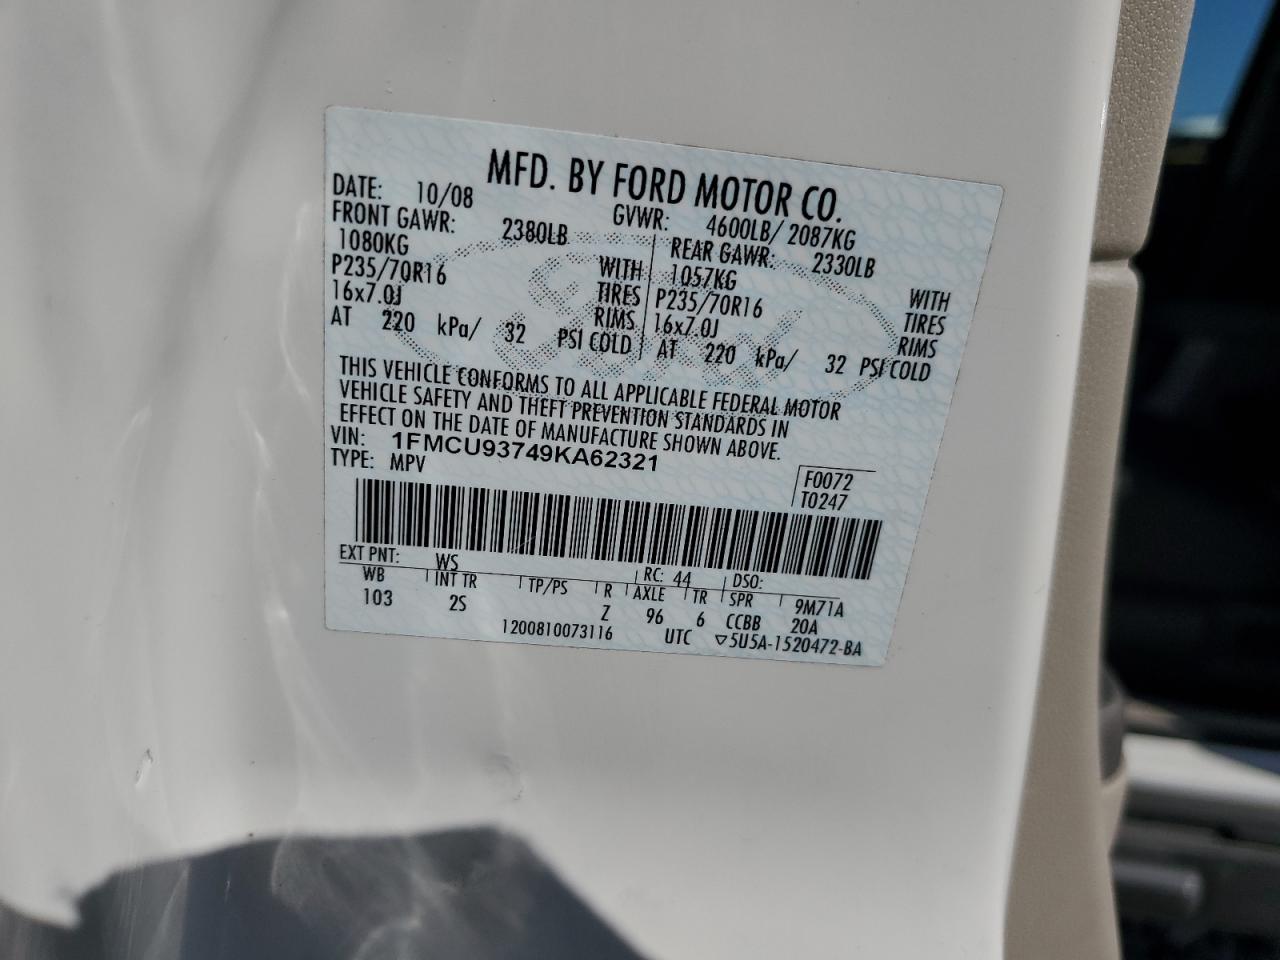 MFD. BY FORD MOTOR CO.
DATE: 10/08 GVWR: 4600LB/ 2087KG
FRONT GAWR: 2380LB REAR GAWR: 2330LB
1080KG WITH 1057KG WITH
P235/70R16 TIRES P235/70R16 TIRES
16x7.0J RIMS 16x7.0J RIMS
AT 220 kPa/ 32 PSI COLD AT 220 kPa/ 32 PSI COLD
THIS VEHICLE CONFORMS TO ALL APPLICABLE FEDERAL MOTOR
VEHICLE SAFETY AND THEFT PREVENTION STANDARDS IN
EFFECT ON THE DATE OF MANUFACTURE SHOWN ABOVE.
VIN: 1FMCU93749KA62321
TYPE: MPV
F0072
T0247
EXT PNT: WS RC: 44 DSO:
WB INT TR TP/PS R AXLE TR SPR 9M71A
103 2S Z 96 6 CCBB 20A
1200810073116 UTC ▽5U5A-1520472-BA